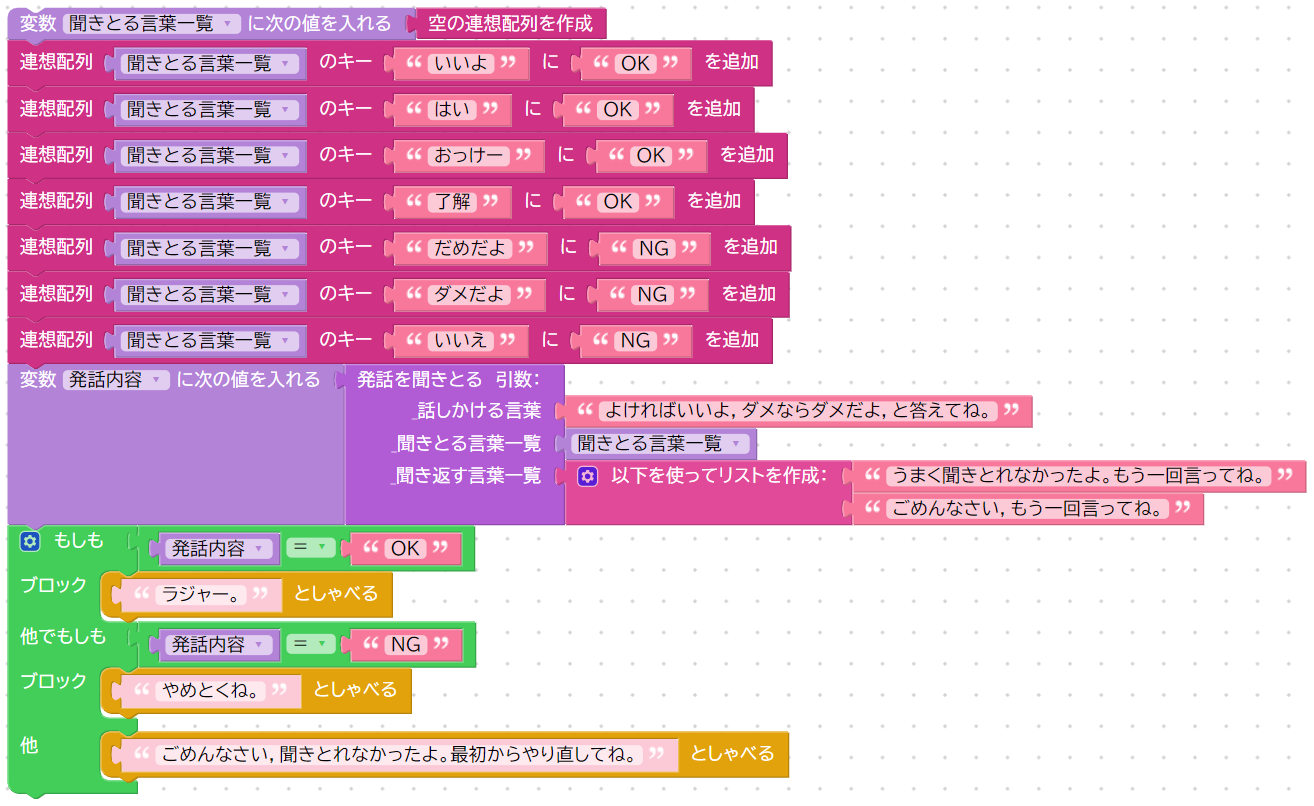 変数 聞きとる言葉一覧 に次の値を入れる 空の連想配列を作成
連想配列 聞きとる言葉一覧 のキー “ いいよ ” に “ OK ” を追加
連想配列 聞きとる言葉一覧 のキー “ はい ” に “ OK ” を追加
連想配列 聞きとる言葉一覧 のキー “ おっけー ” に “ OK ” を追加
連想配列 聞きとる言葉一覧 のキー “ 了解 ” に “ OK ” を追加
連想配列 聞きとる言葉一覧 のキー “ だめだよ ” に “ NG ” を追加
連想配列 聞きとる言葉一覧 のキー “ ダメだよ ” に “ NG ” を追加
連想配列 聞きとる言葉一覧 のキー “ いいえ ” に “ NG ” を追加
変数 発話内容 に次の値を入れる 発話を聞きとる 引数:
_話しかける言葉 “ よければいいよ, ダメならダメだよ, と答えてね。 ”
_聞きとる言葉一覧 聞きとる言葉一覧
_聞き返す言葉一覧 以下を使ってリストを作成: “ うまく聞きとれなかったよ。もう一回言ってね。 ”
“ ごめんなさい, もう一回言ってね。 ”
もしも 発話内容 = “ OK ”
ブロック “ ラジャー。 ” としゃべる
他でもしも 発話内容 = “ NG ”
ブロック “ やめとくね。 ” としゃべる
他 “ ごめんなさい, 聞きとれなかったよ。最初からやり直してね。 ” としゃべる